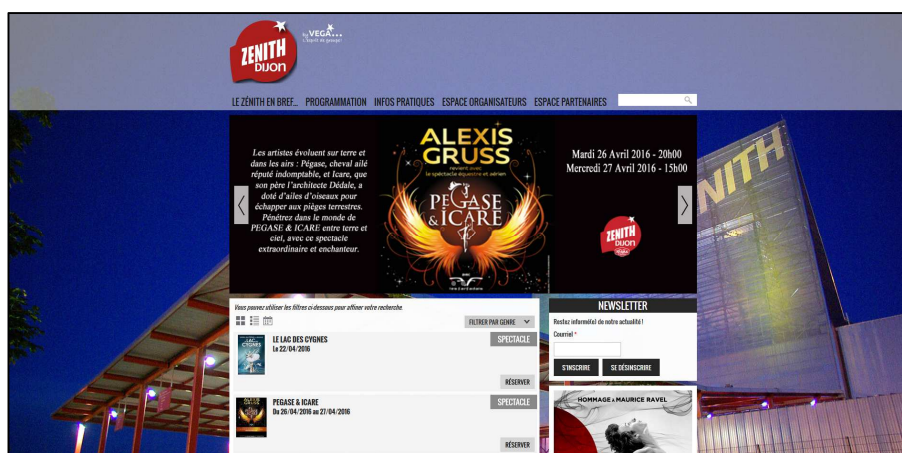 ZENITH
DIJON
by VEGA...
LE ZÉNITH EN BREF...
PROGRAMMATION
INFOS PRATIQUES
ESPACE ORGANISATEURS
ESPACE PARTENAIRES
Les artistes évoluent sur terre et
dans les airs : Pégase, cheval ailé
réputé indomptable, et Icare, que
son père l'architecte Dédale, a
doté d'ailes d'oiseaux pour
échapper aux pièges terrestres.
Pénétrez dans le monde de
PEGASE & ICARE entre terre et
ciel, avec ce spectacle
extraordinaire et enchanteur.
ALEXIS
GRUSS
revient avec
le spectacle équestre et aérien
PEGASE
& ICARE
Mardi 26 Avril 2016 - 20h00
Mercredi 27 Avril 2016 - 15h00
ZENITH
DIJON
ZENITH
Vous pouvez utiliser les filtres ci-dessous pour affiner votre recherche.
FILTRER PAR GENRE
LE LAC DES CYGNES
Le 22/04/2016
SPECTACLE
RÉSERVER
LAC
CYGNES
PEGASE & ICARE
Du 26/04/2016 au 27/04/2016
SPECTACLE
RÉSERVER
ALEXIS
GRUSS
NEWSLETTER
Restez informé(e) de notre actualité !
Courriel *
S'INSCRIRE
SE DÉSINSCRIRE
HOMMAGE À MAURICE RAVEL